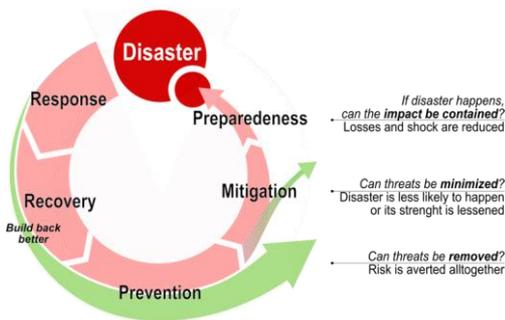 Disaster
Response
Preparedeness
Recovery
Mitigation
Build back
better
Prevention
If disaster happens,
can the impact be contained?
Losses and shock are reduced
Can threats be minimized?
Disaster is less likely to happen
or its strenght is lessened
Can threats be removed?
Risk is averted alltogether